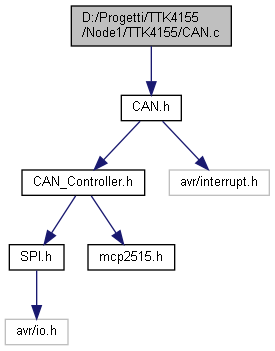 D:/Progetti/TTK4155
/Node1/TTK4155/CAN.c
CAN.h
CAN_Controller.h
avr/interrupt.h
SPI.h
mcp2515.h
avr/io.h